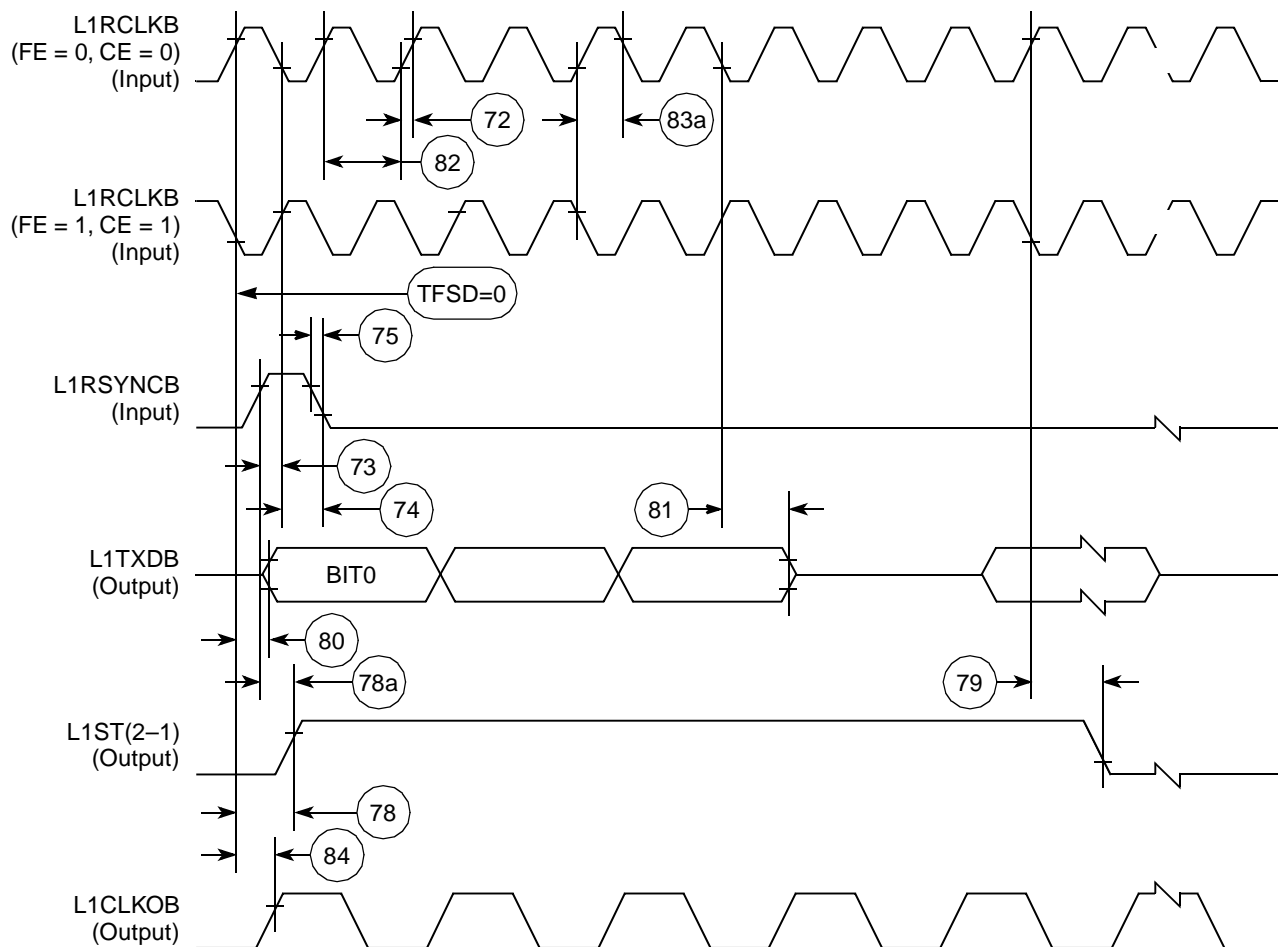 L1RCLKB
(FE = 0, CE = 0)
(Input)
72
83a
82
L1RCLKB
(FE = 1, CE = 1)
(Input)
TFSD=0
75
L1RSYNCB
(Input)
73
74
81
L1TXDB
(Output)
BIT0
80
78a
79
L1ST(2–1)
(Output)
78
84
L1CLKOB
(Output)